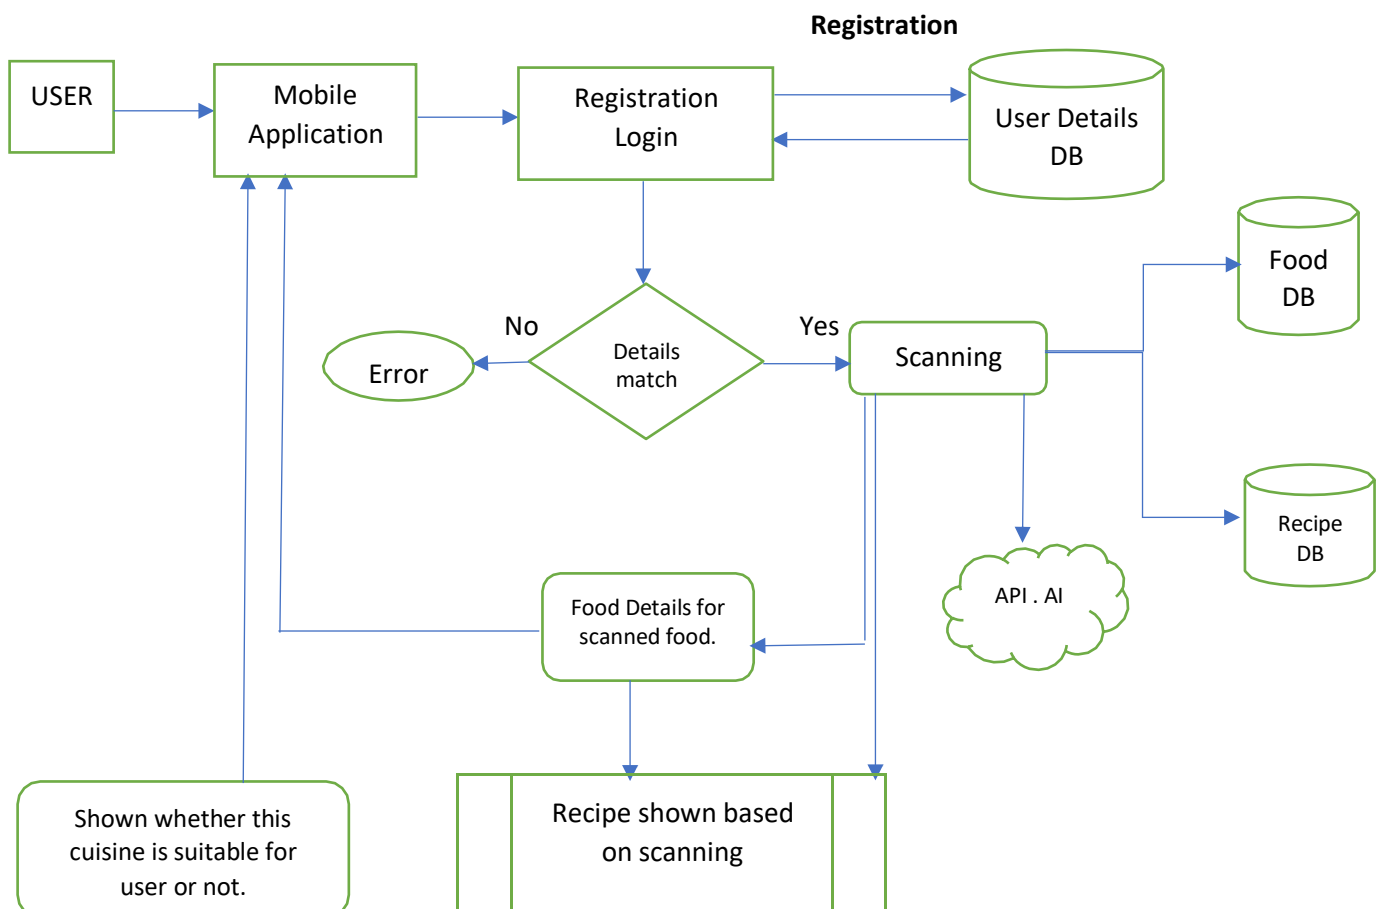 Registration
USER
Mobile
Application
Registration
Login
User Details
DB
Food
DB
No
Yes
Error
Details
match
Scanning
Recipe
DB
API . AI
Food Details for
scanned food.
Shown whether this
cuisine is suitable for
user or not.
Recipe shown based
on scanning